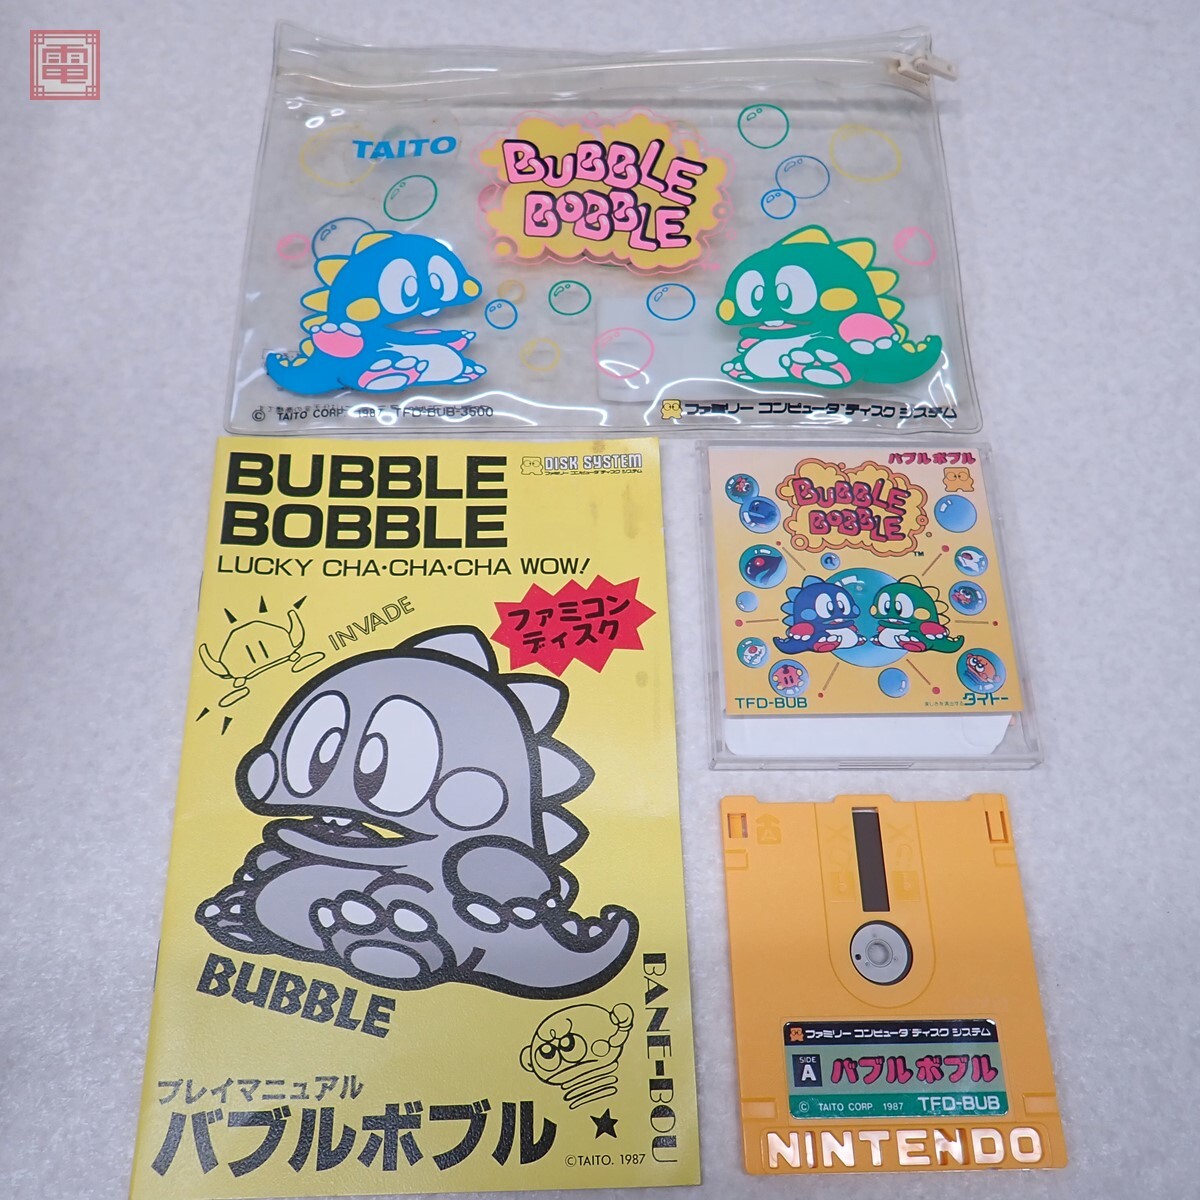 電
TAITO
BUBBLE
BOBBLE
© TAITO CORP. 1987 TFD-BUB-3500
ファミリー コンピュータ ディスク システム
BUBBLE
BOBBLE
DISK SYSTEM
ファミリー コンピュータ ディスク システム
LUCKY CHA・CHA・CHA WOW!
ファミコン
ディスク
INVADE
BUBBLE
BANE-BOU
プレイマニュアル
バブルボブル
©TAITO. 1987
バブルボブル
BUBBLE
BOBBLE
TM
TFD-BUB
タイトー
ファミリー コンピュータ ディスク システム
SIDE
A
バブルボブル
© TAITO CORP. 1987 TFD-BUB
NINTENDO